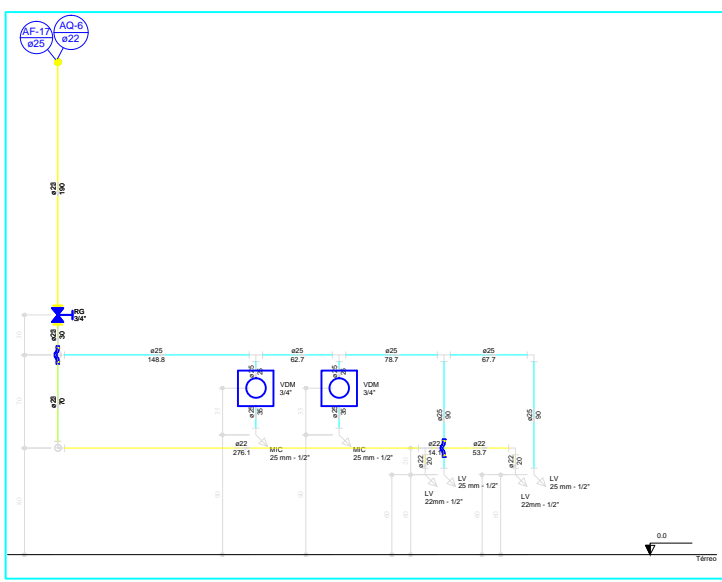 AF-17
AQ-6
ø25
ø22
190
RG
3/4"
30
ø25
148.8
ø25
62.7
ø25
78.7
ø25
67.7
ø25
VDM
3/4"
ø25
35
ø25
VDM
3/4"
ø25
35
70
ø25
90
ø25
90
MIC
25 mm - 1/2"
MIC
25 mm - 1/2"
ø22
276.1
ø22
ø22
53.7
ø22
20
ø22
20
LV
25 mm - 1/2"
LV
22mm - 1/2"
LV
25 mm - 1/2"
LV
22mm - 1/2"
0.0
Térreo